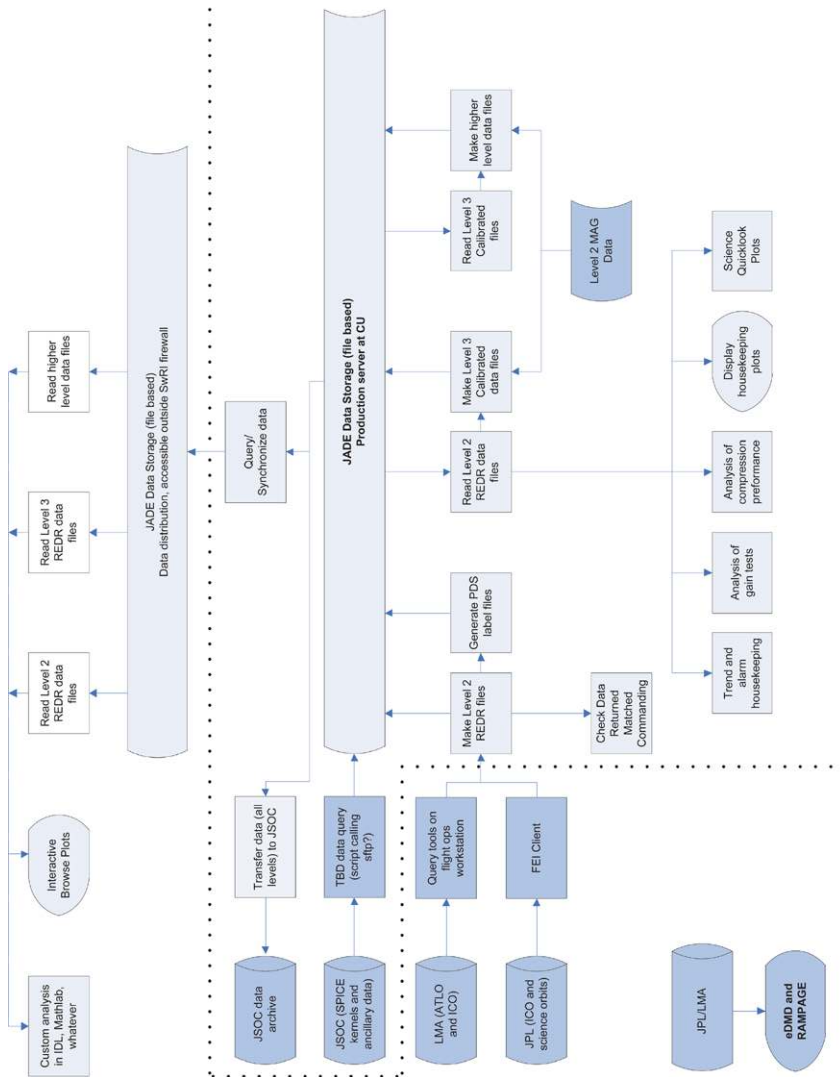 Custom analysis
in IDL, Mathlab,
whatever
Interactive
Browse Plots
Read Level 2
REDR data
files
Read Level 3
REDR data
files
Read higher
level data files
JADE Data Storage (file based)
Data distribution, accessible outside SwRI firewall
JSOC data
archive
Transfer data (all
levels) to JSOC
Query/
Synchronize data
JSOC (SPICE
kernels and
ancillary data)
TBD data query
(script calling
sftp?)
JADE Data Storage (file based)
Production server at CU
LMA (ATLO
and ICO)
Query tools on
flight ops
workstation
Make Level 2
REDR files
Generate PDS
label files
Read Level 2
REDR data
files
Make Level 3
Calibrated
data files
Read Level 3
Calibrated
files
Make higher
level data files
JPL (ICO and
science orbits)
FEI Client
Check Data
Returned
Matched
Commanding
Level 2 MAG
Data
JPL/LMA
Trend and
alarm
housekeeping
Analysis of
gain tests
Analysis of
compression
preformance
Display
housekeeping
plots
Science
Quicklook
Plots
eDMD and
RAMPAGE